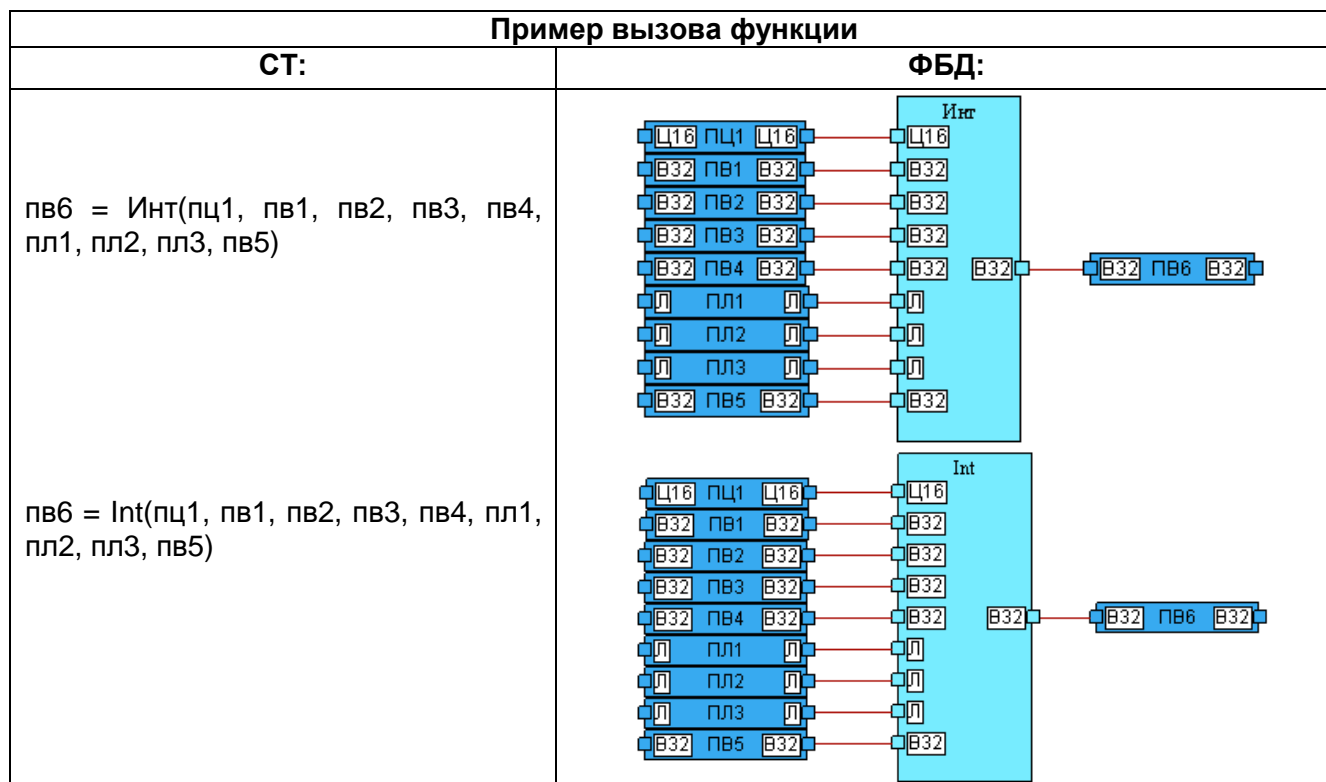 Пример вызова функции
СТ: ФБД:
пв6 = Инт(пц1, пв1, пв2, пв3, пв4,
пл1, пл2, пл3, пв5)
Инт
Ц16 ПЦ1 Ц16 Ц16
В32 ПВ1 В32 В32
В32 ПВ2 В32 В32
В32 ПВ3 В32 В32
В32 ПВ4 В32 В32 В32 В32 ПВ6 В32
Л ПЛ1 Л Л
Л ПЛ2 Л Л
Л ПЛ3 Л Л
В32 ПВ5 В32 В32
пв6 = Int(пц1, пв1, пв2, пв3, пв4, пл1,
пл2, пл3, пв5)
Int
Ц16 ПЦ1 Ц16 Ц16
В32 ПВ1 В32 В32
В32 ПВ2 В32 В32
В32 ПВ3 В32 В32
В32 ПВ4 В32 В32 В32 В32 ПВ6 В32
Л ПЛ1 Л Л
Л ПЛ2 Л Л
Л ПЛ3 Л Л
В32 ПВ5 В32 В32